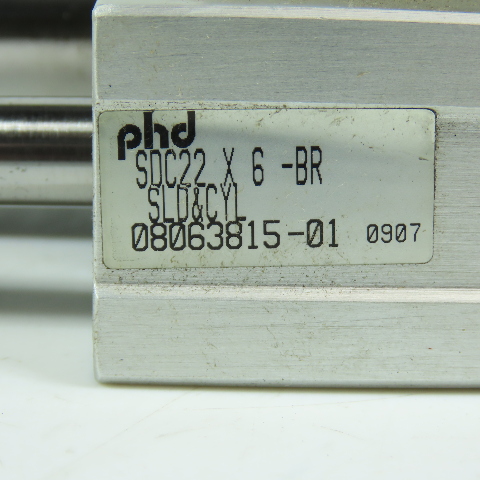 phd
SDC22 X 6 -BR
SLD&CYL
08063815-01 0907